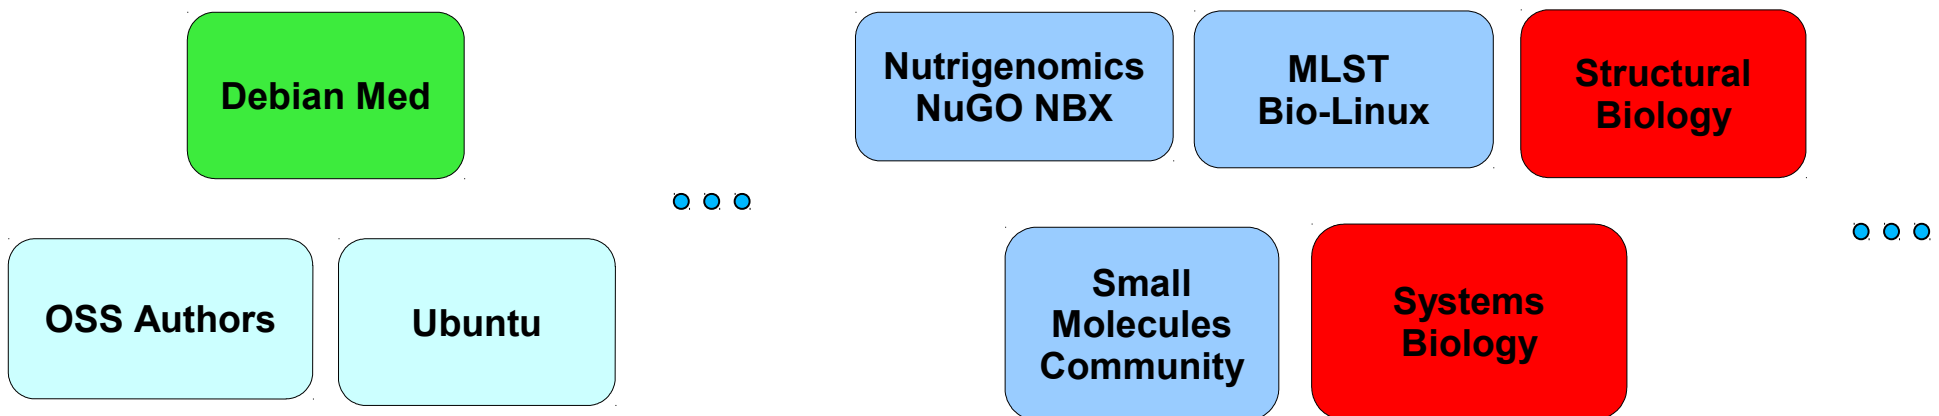 Debian Med
Nutrigenomics
NuGO NBX
MLST
Bio-Linux
Structural
Biology
OSS Authors
Ubuntu
Small
Molecules
Community
Systems
Biology